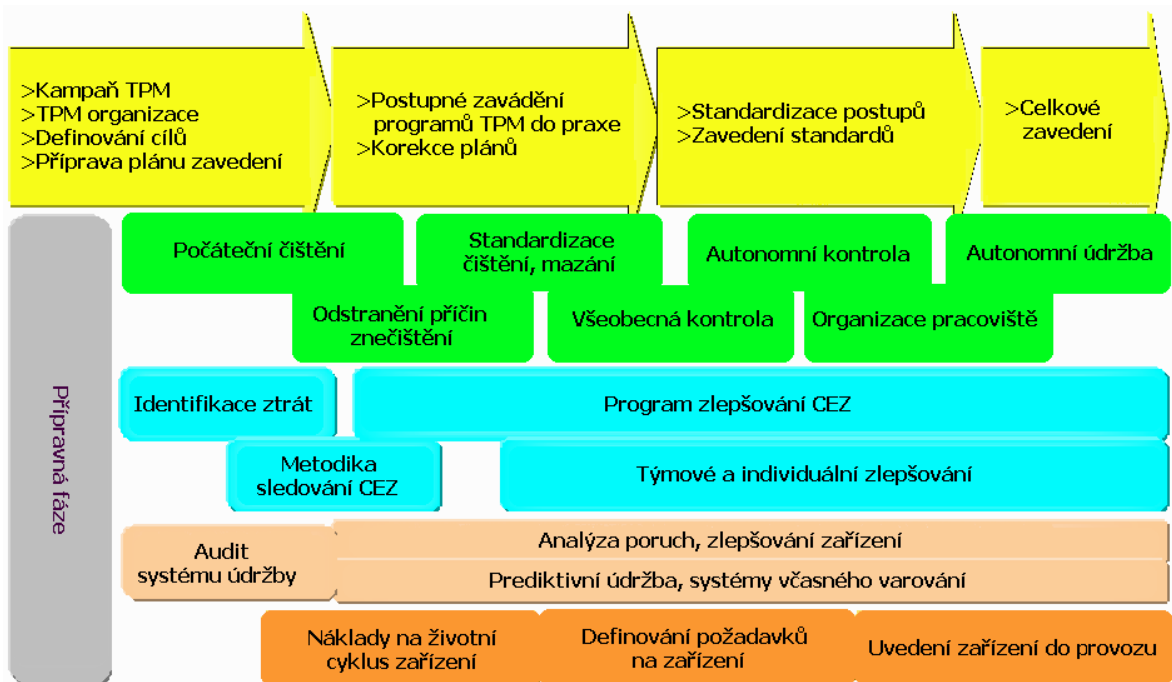 >Kampaň TPM
>TPM organizace
>Definování cílů
>Příprava plánu zavedení
>Postupné zavádění
programů TPM do praxe
>Korekce plánů
>Standardizace postupů
>Zavedení standardů
>Celkové
zavedení
Přípravná fáze
Počáteční čištění
Standardizace
čištění, mazání
Autonomní kontrola
Autonomní údržba
Odstranění příčin
znečištění
Všeobecná kontrola
Organizace pracoviště
Identifikace ztrát
Program zlepšování CEZ
Metodika
sledování CEZ
Týmové a individuální zlepšování
Audit
systému údržby
Analýza poruch, zlepšování zařízení
Prediktivní údržba, systémy včasného varování
Náklady na životní
cyklus zařízení
Definování požadavků
na zařízení
Uvedení zařízení do provozu